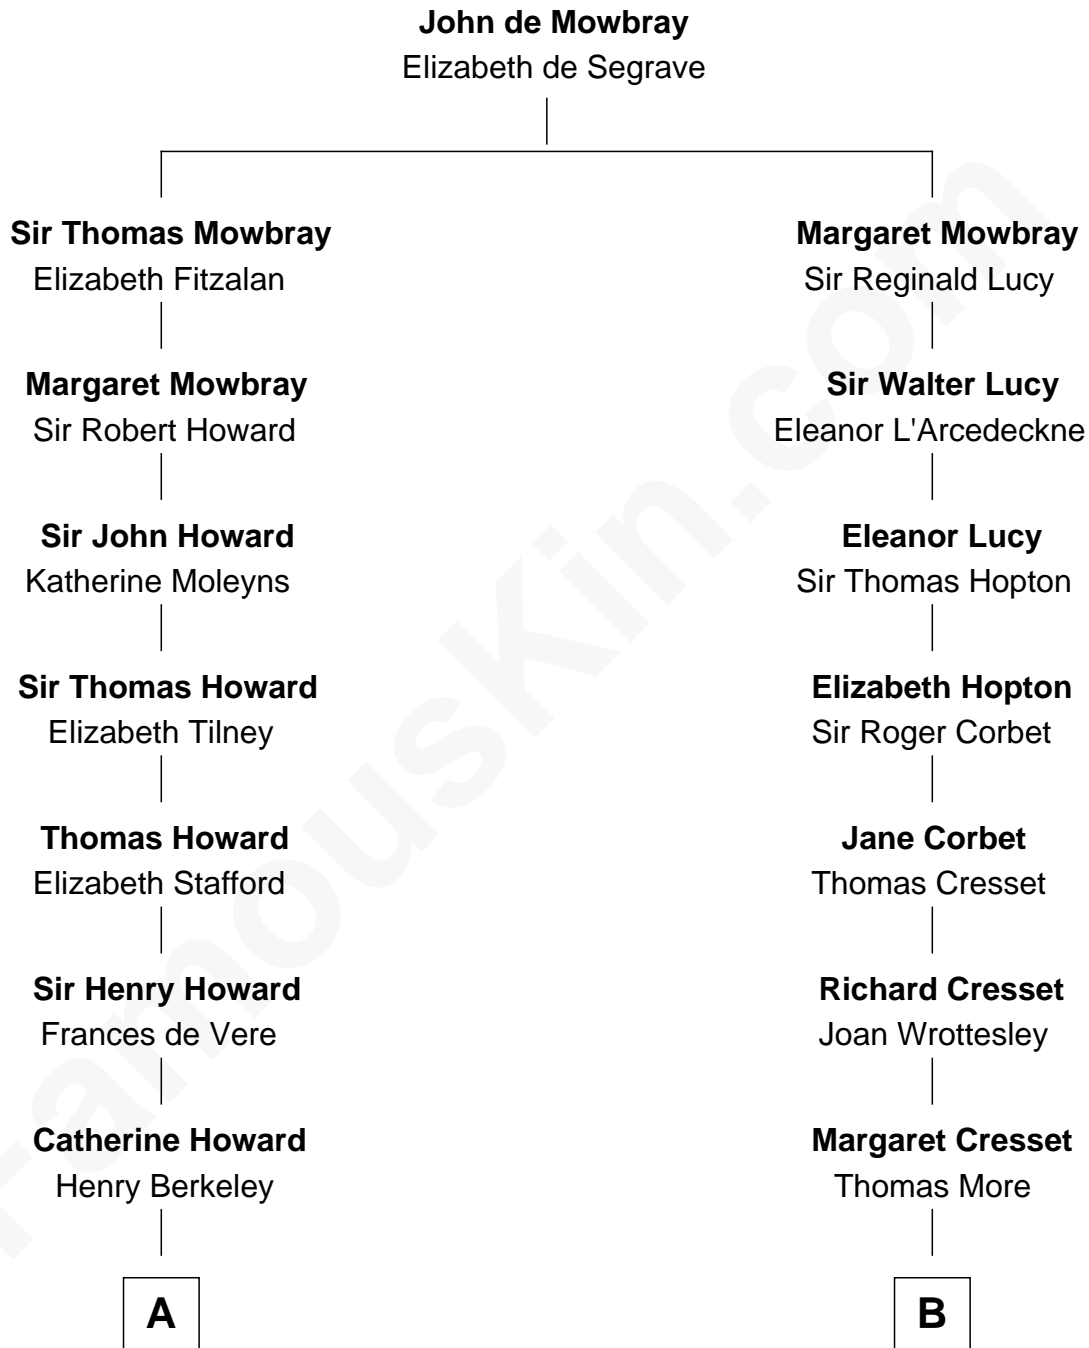 John de Mowbray
Elizabeth de Segrave
Sir Thomas Mowbray
Elizabeth Fitzalan
Margaret Mowbray
Sir Reginald Lucy
Margaret Mowbray
Sir Robert Howard
Sir Walter Lucy
Eleanor L'Arcedeckne
Sir John Howard
Katherine Moleyns
Eleanor Lucy
Sir Thomas Hopton
Sir Thomas Howard
Elizabeth Tilney
Elizabeth Hopton
Sir Roger Corbet
Thomas Howard
Elizabeth Stafford
Jane Corbet
Thomas Cresset
Sir Henry Howard
Frances de Vere
Richard Cresset
Joan Wrottesley
Catherine Howard
Henry Berkeley
Margaret Cresset
Thomas More
A
B
FamousKin.com